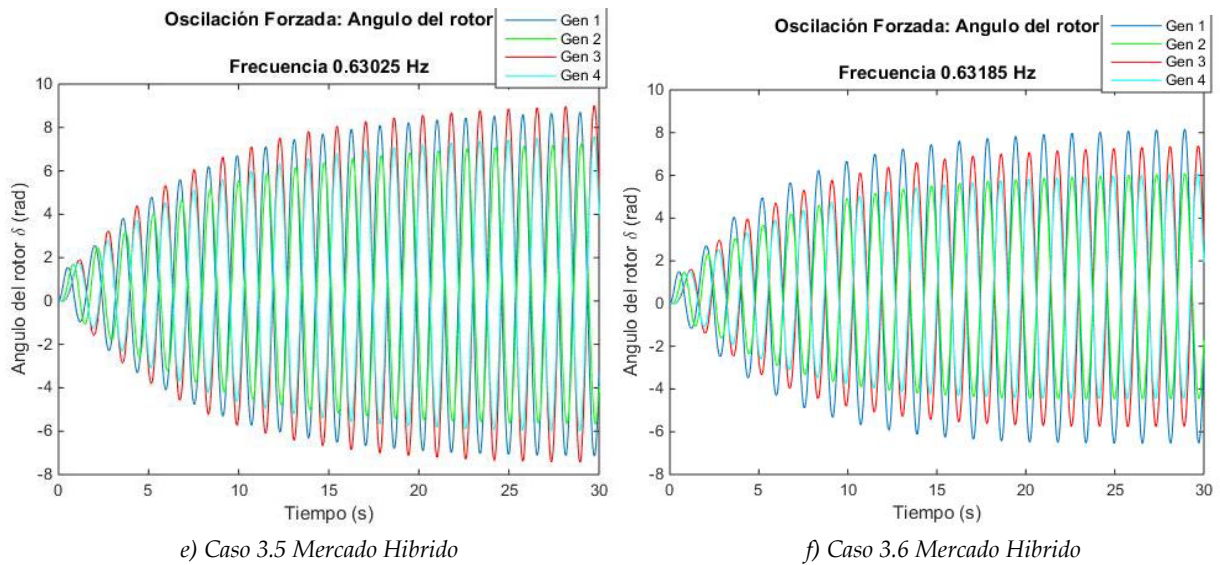 Oscilación Forzada: Angulo del rotor
Gen 1
Gen 2
Gen 3
Gen 4
Frecuencia 0.63025 Hz
Angulo del rotor δ (rad)
10
8
6
4
2
0
-2
-4
-6
-8
0 5 10 15 20 25 30
Tiempo (s)
e) Caso 3.5 Mercado Hibrido
Oscilación Forzada: Angulo del rotor
Gen 1
Gen 2
Gen 3
Gen 4
Frecuencia 0.63185 Hz
Angulo del rotor δ (rad)
10
8
6
4
2
0
-2
-4
-6
-8
0 5 10 15 20 25 30
Tiempo (s)
f) Caso 3.6 Mercado Hibrido